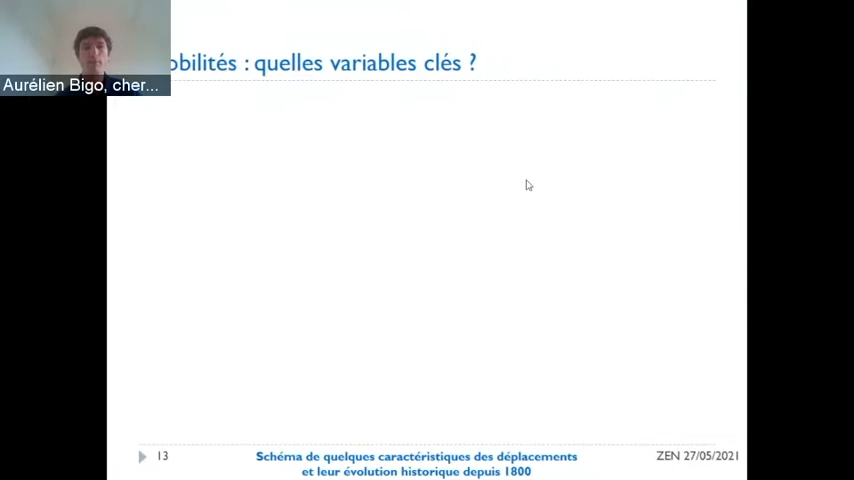 obilités : quelles variables clés ?
Aurélien Bigo, cher...
13
Schéma de quelques caractéristiques des déplacements
et leur évolution historique depuis 1800
ZEN 27/05/2021